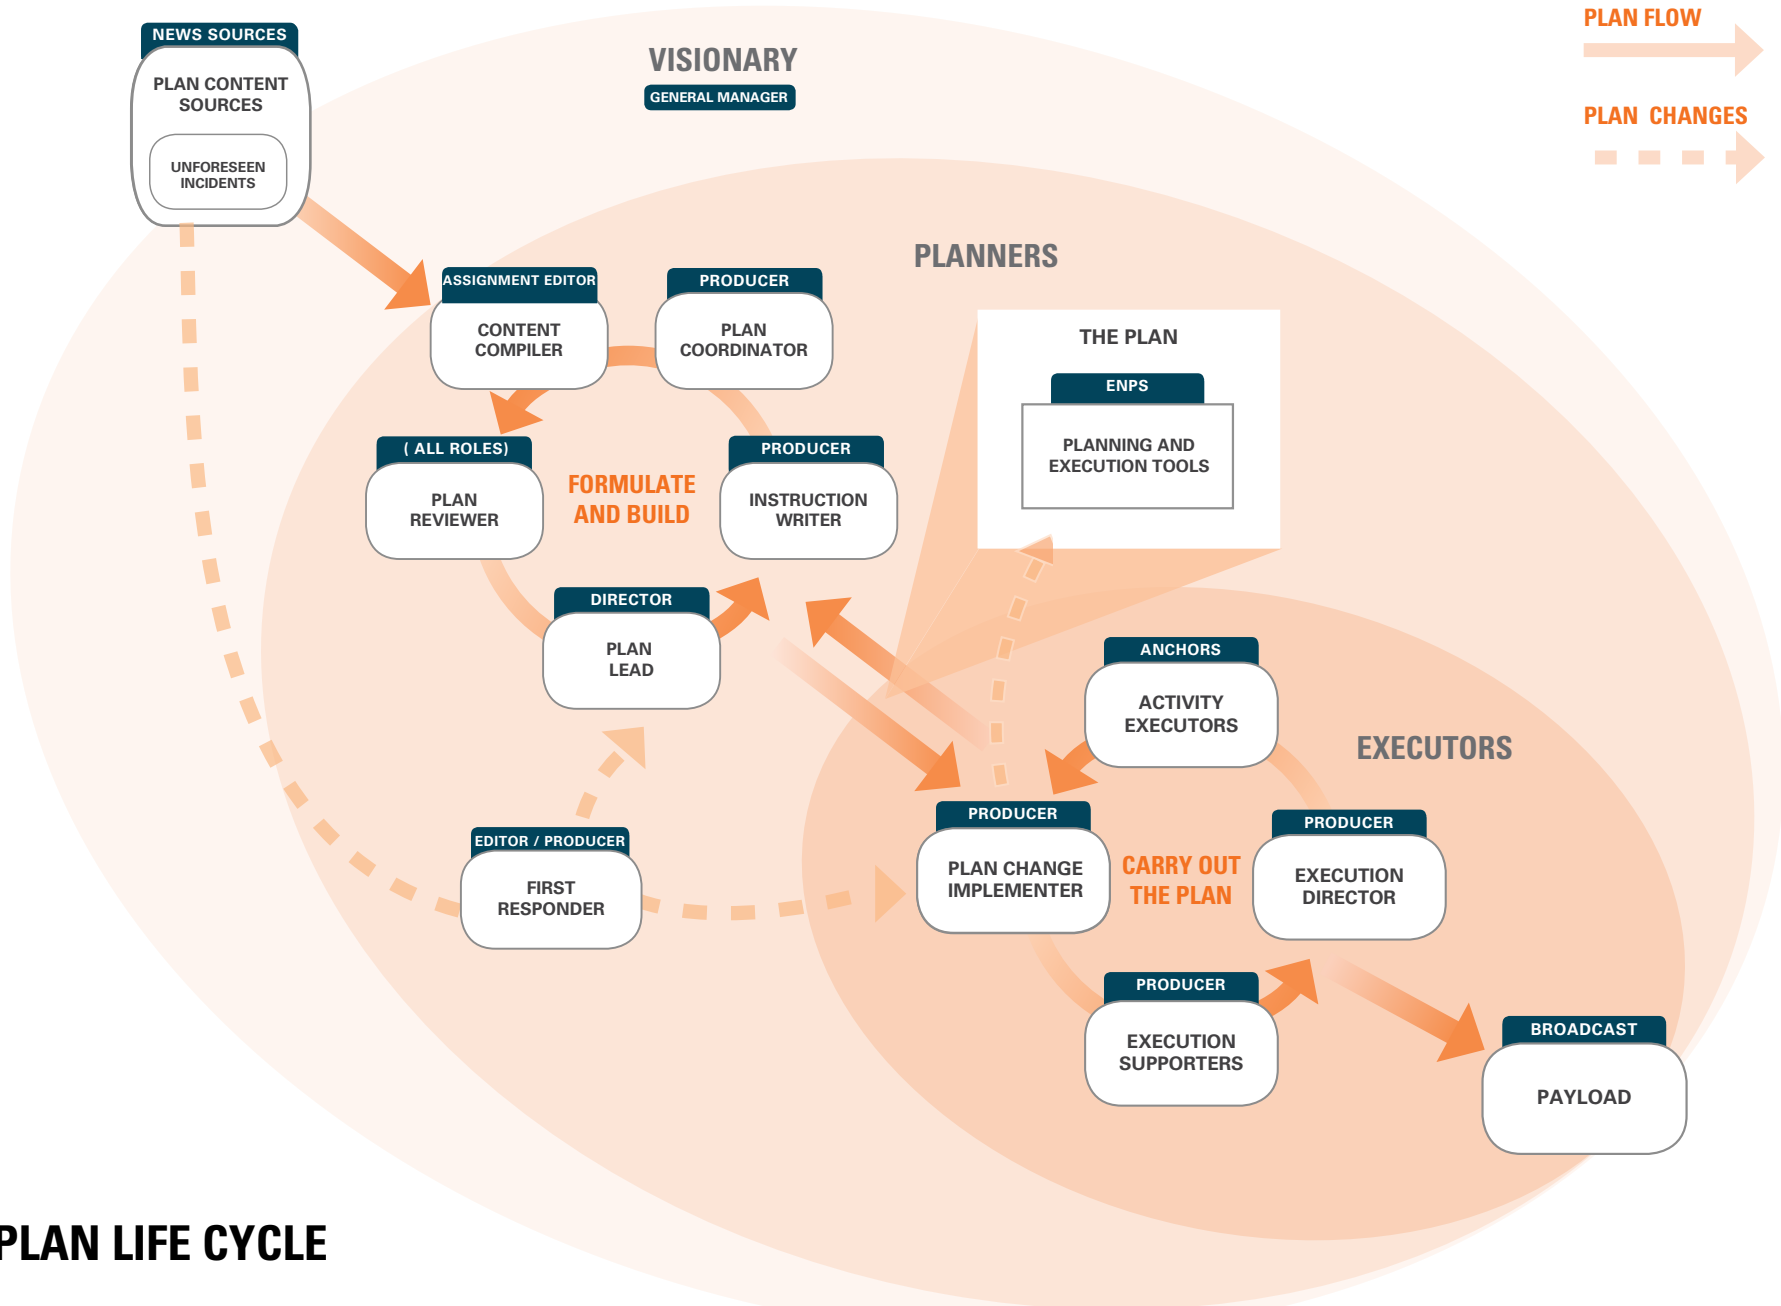 NEWS SOURCES
PLAN CONTENT
SOURCES
UNFORESEEN
INCIDENTS
VISIONARY
GENERAL MANAGER
PLAN FLOW
PLAN CHANGES
PLANNERS
ASSIGNMENT EDITOR
CONTENT
COMPILER
PRODUCER
PLAN
COORDINATOR
THE PLAN
ENPS
PLANNING AND
EXECUTION TOOLS
( ALL ROLES)
PLAN
REVIEWER
FORMULATE
AND BUILD
PRODUCER
INSTRUCTION
WRITER
DIRECTOR
PLAN
LEAD
ANCHORS
ACTIVITY
EXECUTORS
EXECUTORS
EDITOR / PRODUCER
FIRST
RESPONDER
PRODUCER
PLAN CHANGE
IMPLEMENTER
CARRY OUT
THE PLAN
PRODUCER
EXECUTION
DIRECTOR
PRODUCER
EXECUTION
SUPPORTERS
BROADCAST
PAYLOAD
PLAN LIFE CYCLE